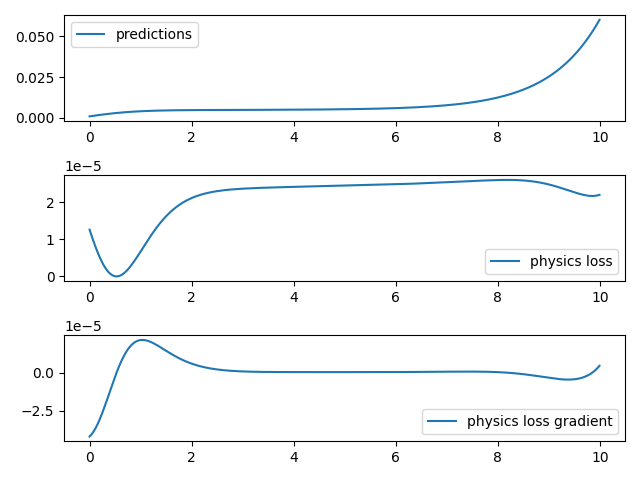 0.050
0.025
0.000
predictions
0 2 4 6 8 10
1e−5
2
1
0
physics loss
0 2 4 6 8 10
1e−5
0.0
−2.5
physics loss gradient
0 2 4 6 8 10